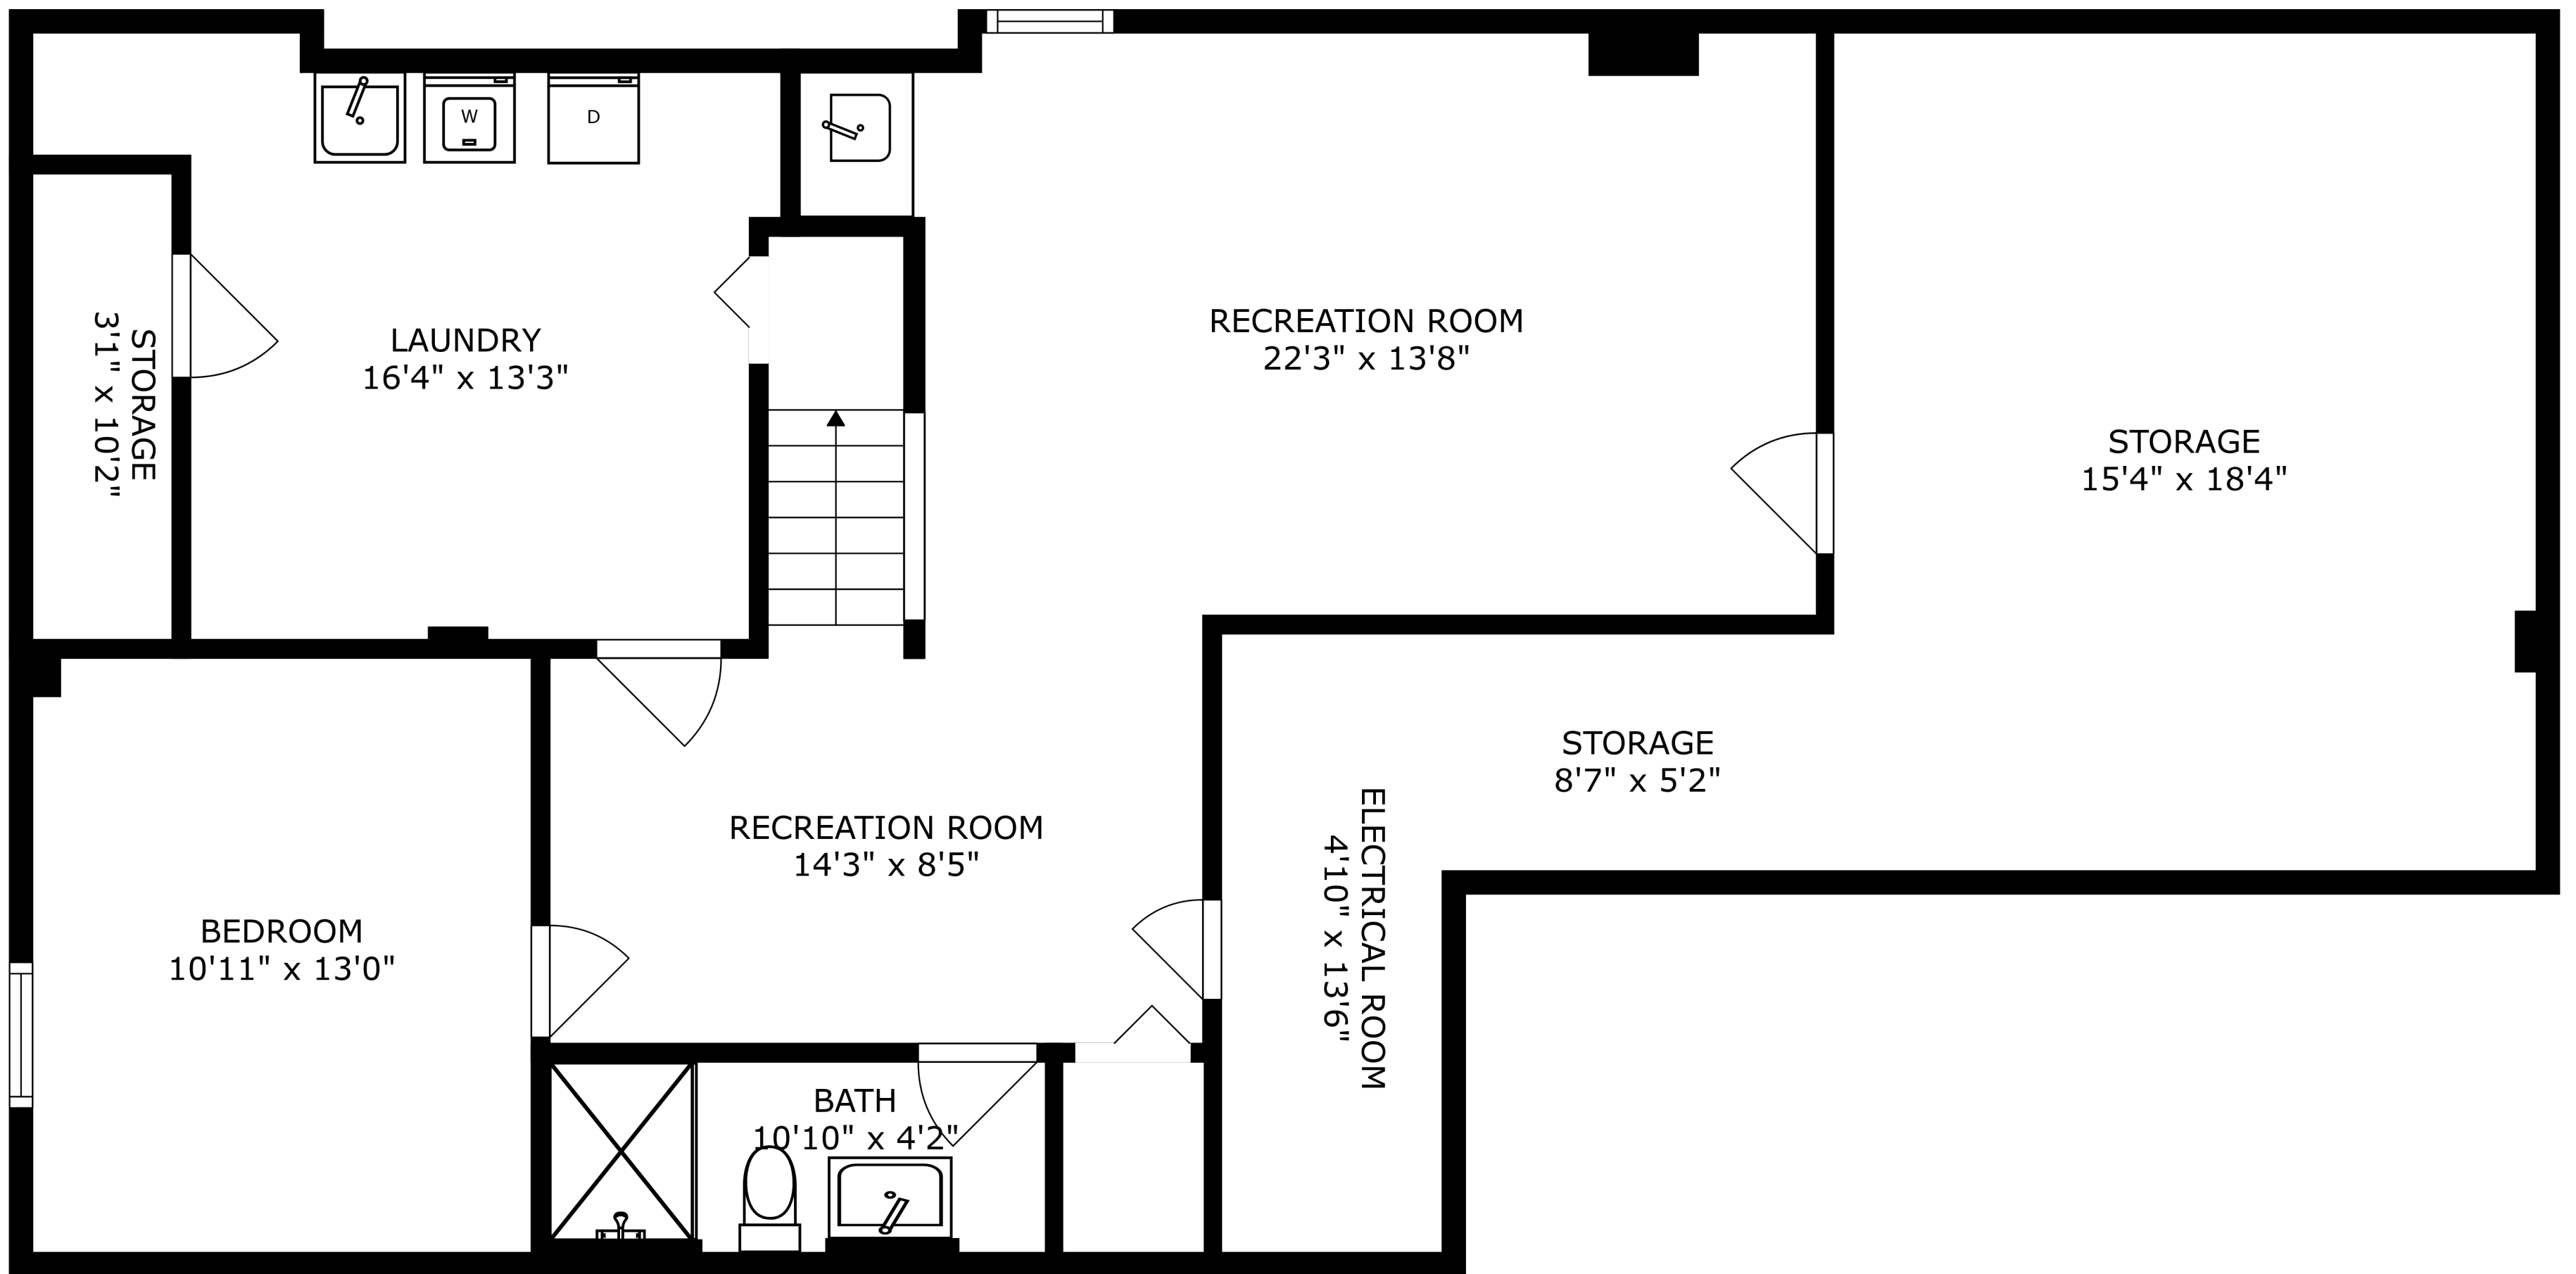 W
D
STORAGE
3'1" x 10'2"
LAUNDRY
16'4" x 13'3"
RECREATION ROOM
22'3" x 13'8"
STORAGE
15'4" x 18'4"
STORAGE
8'7" x 5'2"
RECREATION ROOM
14'3" x 8'5"
ELECTRICAL ROOM
4'10" x 13'6"
BEDROOM
10'11" x 13'0"
BATH
10'10" x 4'2"